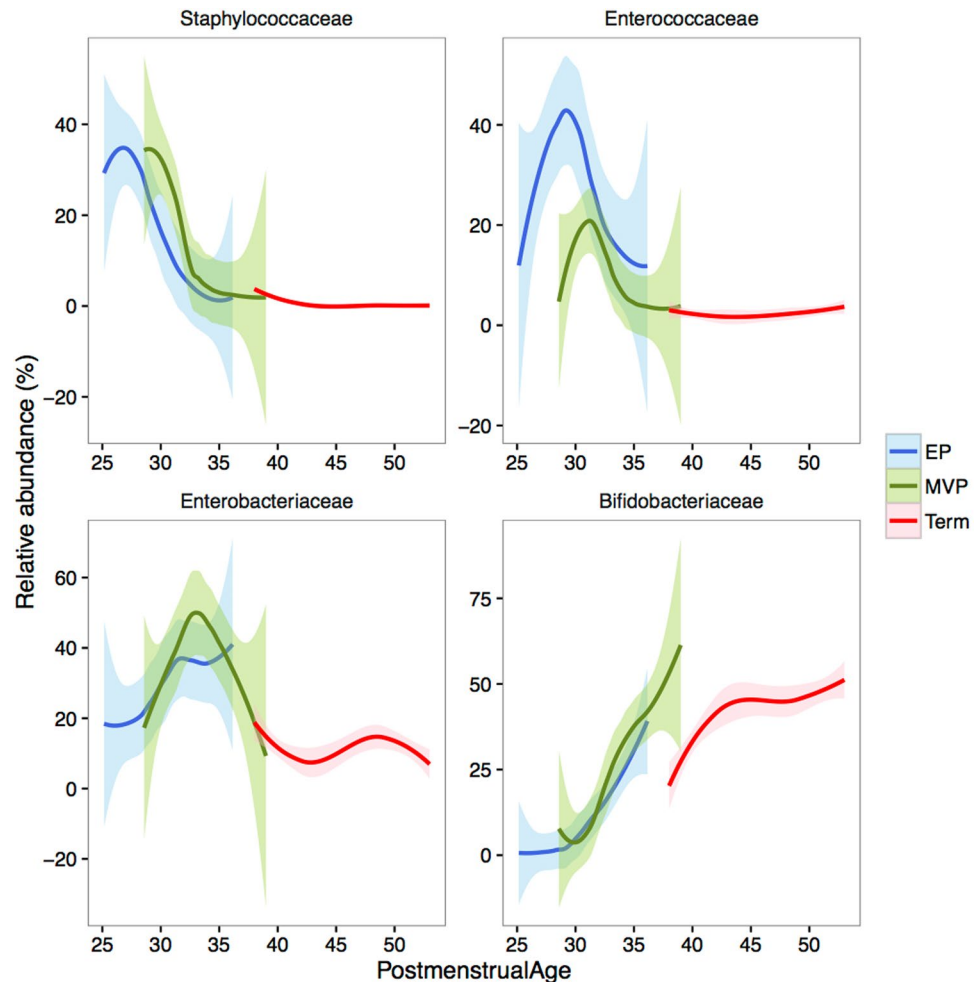 Staphylococcaceae
Enterococcaceae
40
20
0
−20
25 30 35 40 45 50
40
20
0
−20
25 30 35 40 45 50
Enterobacteriaceae
Bifidobacteriaceae
60
40
20
0
−20
25 30 35 40 45 50
75
50
25
0
25 30 35 40 45 50
Relative abundance (%)
PostmenstrualAge
EP
MVP
Term